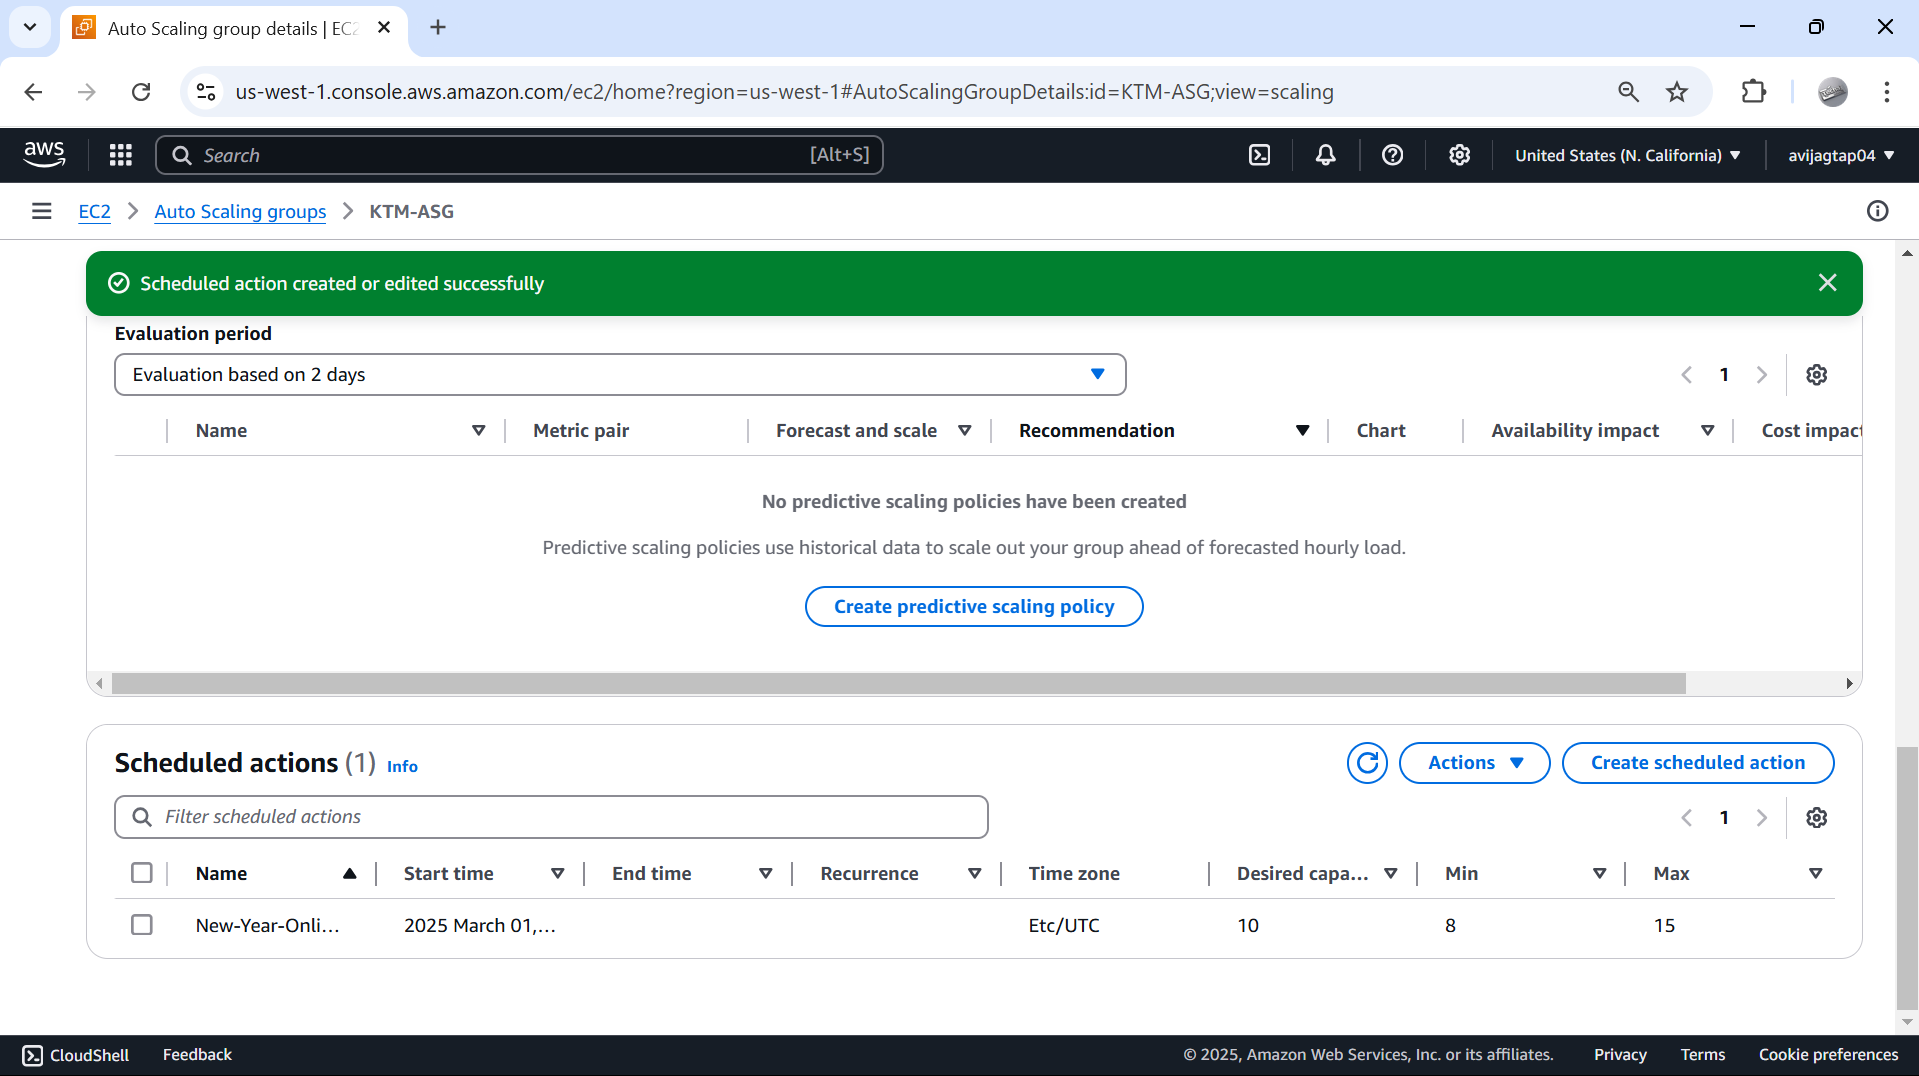 Auto Scaling group details | EC2
us-west-1.console.aws.amazon.com/ec2/home?region=us-west-1#AutoScalingGroupDetails:id=KTM-ASG;view=scaling
aws
Search [Alt+S]
United States (N. California)
avijagtap04
EC2 > Auto Scaling groups > KTM-ASG
Scheduled action created or edited successfully
Evaluation period
Evaluation based on 2 days
1
Name Metric pair Forecast and scale Recommendation Chart Availability impact Cost impact
No predictive scaling policies have been created
Predictive scaling policies use historical data to scale out your group ahead of forecasted hourly load.
Create predictive scaling policy
Scheduled actions (1) Info
Actions
Create scheduled action
Filter scheduled actions
1
Name Start time End time Recurrence Time zone Desired capa... Min Max
New-Year-Onli... 2025 March 01,... Etc/UTC 10 8 15
CloudShell Feedback © 2025, Amazon Web Services, Inc. or its affiliates. Privacy Terms Cookie preferences